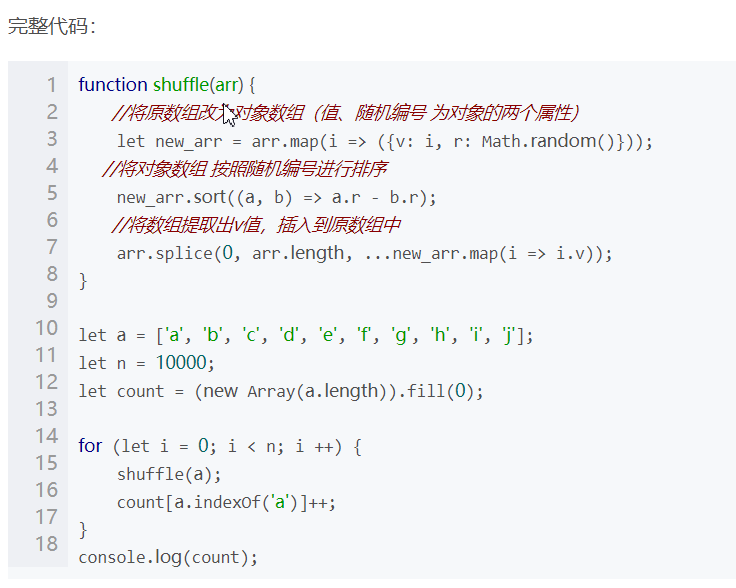 完整代码：
1 function shuffle(arr) {
2 //将原数组改为对象数组（值、随机编号 为对象的两个属性）
3 let new_arr = arr.map(i => ({v: i, r: Math.random()}));
4 //将对象数组 按照随机编号进行排序
5 new_arr.sort((a, b) => a.r - b.r);
6 //将数组提取出v值，插入到原数组中
7 arr.splice(0, arr.length, ...new_arr.map(i => i.v));
8 }
9
10 let a = ['a', 'b', 'c', 'd', 'e', 'f', 'g', 'h', 'i', 'j'];
11 let n = 10000;
12 let count = (new Array(a.length)).fill(0);
13
14 for (let i = 0; i < n; i ++) {
15 shuffle(a);
16 count[a.indexOf('a')]++;
17 }
18 console.log(count);